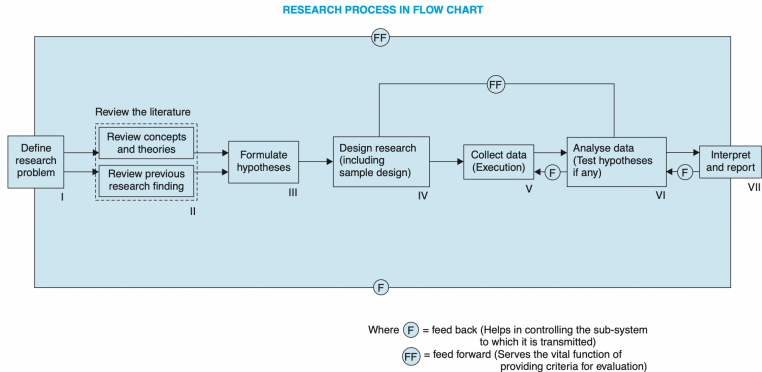 RESEARCH PROCESS IN FLOW CHART
FF
FF
Review the literature
Define
research
problem
I
Review concepts
and theories
Review previous
research finding
II
Formulate
hypotheses
III
Design research
(including
sample design)
IV
Collect data
(Execution)
V
F
Analyse data
(Test hypotheses
if any)
VI
F
Interpret
and report
VII
F
Where F = feed back (Helps in controlling the sub-system
to which it is transmitted)
FF = feed forward (Serves the vital function of
providing criteria for evaluation)